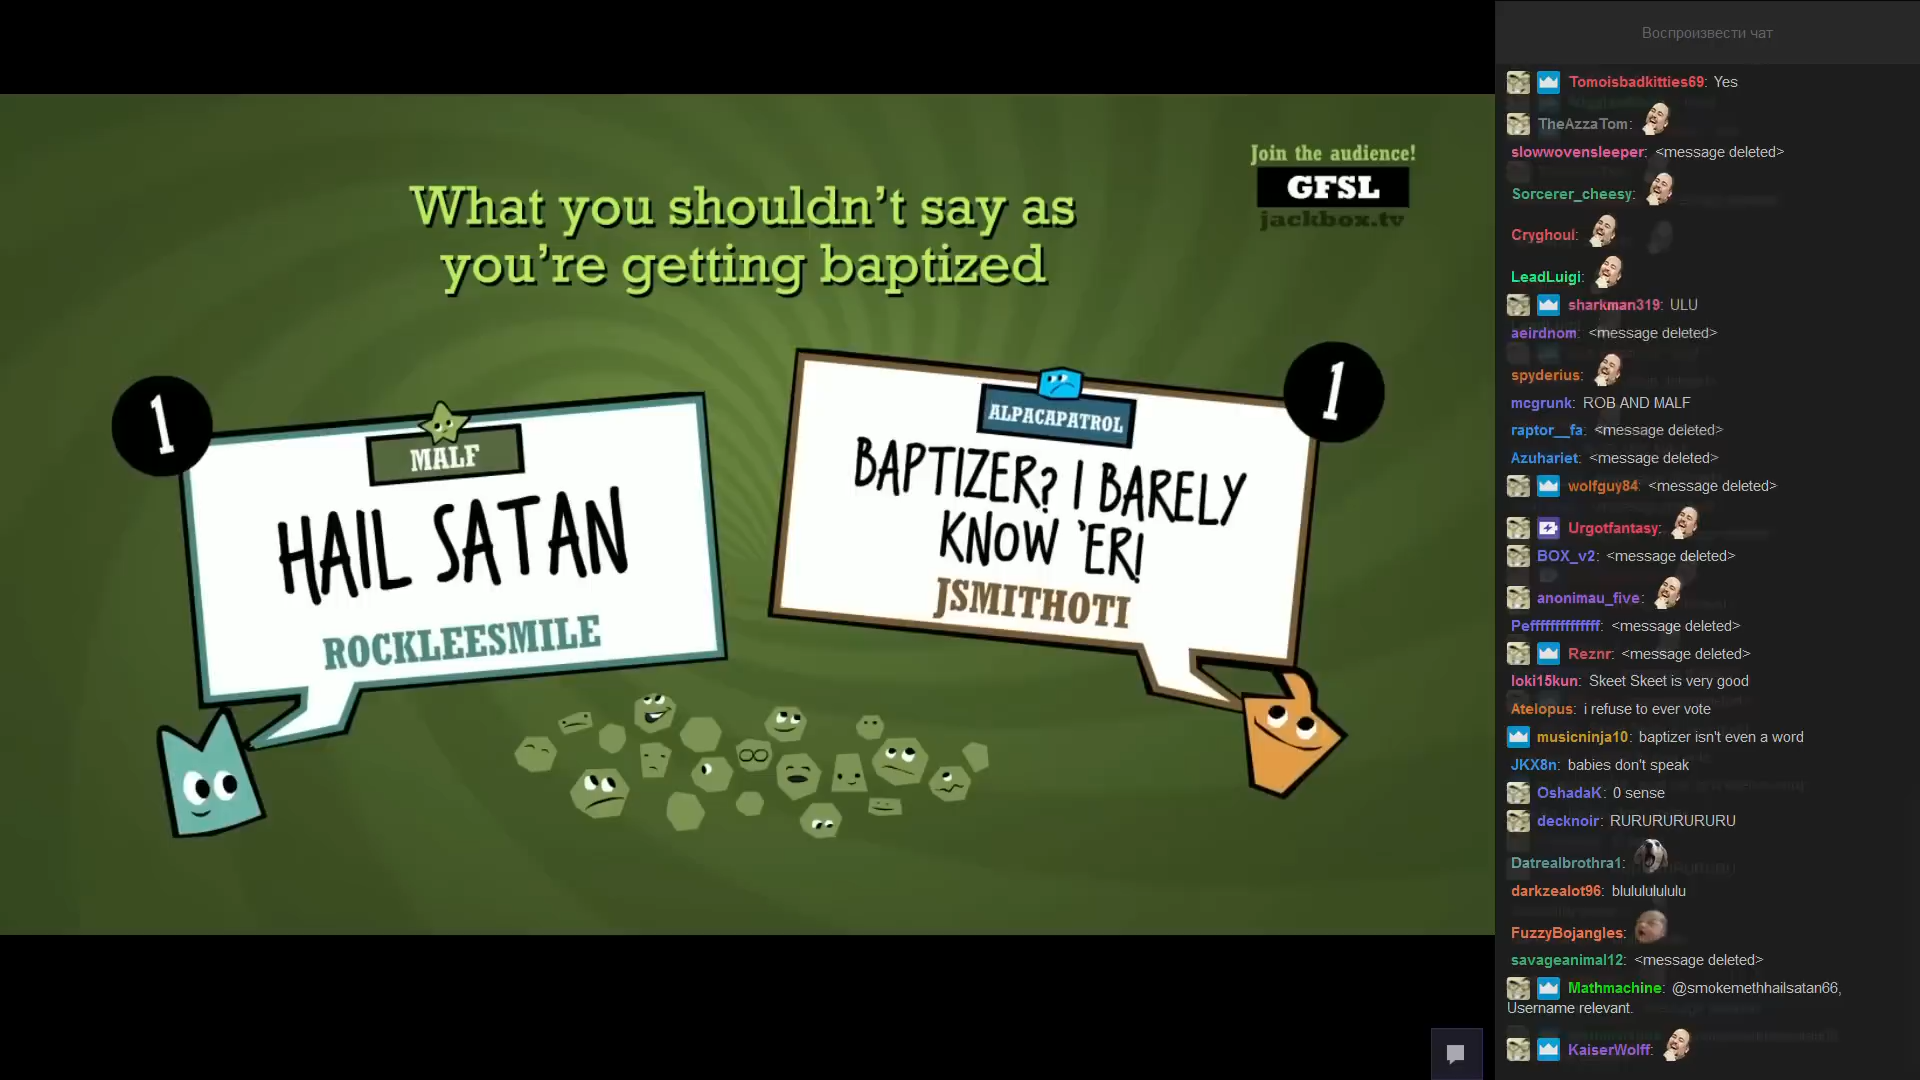 What you shouldn't say as
you're getting baptized
Join the audience!
GFSL
jackbox.tv
1
MALF
HAIL SATAN
ROCKLEESMILE
1
ALPACAPATROL
BAPTIZER? I BARELY
KNOW 'ER!
JSMITHOTI
Воспроизвести чат
Tomoisbadkitties69: Yes
TheAzzaTom:
slowwovensleeper: <message deleted>
Sorcerer_cheesy:
Cryghoul:
LeadLuigi:
sharkman319: ULU
aeirdnom: <message deleted>
spyderius:
mcgrunk: ROB AND MALF
raptor__fa: <message deleted>
Azuhariet: <message deleted>
wolfguy84: <message deleted>
Urgotfantasy:
BOX_v2: <message deleted>
anonimau_five:
Peffffffffffffff: <message deleted>
Reznr: <message deleted>
loki15kun: Skeet Skeet is very good
Atelopus: i refuse to ever vote
musicninja10: baptizer isn't even a word
JKX8n: babies don't speak
OshadaK: 0 sense
decknoir: RURURURURURU
Datrealbrothra1:
darkzealot96: blulululululu
FuzzyBojangles:
savageanimal12: <message deleted>
Mathmachine: @smokemethhailsatan66,
Username relevant.
KaiserWolff: